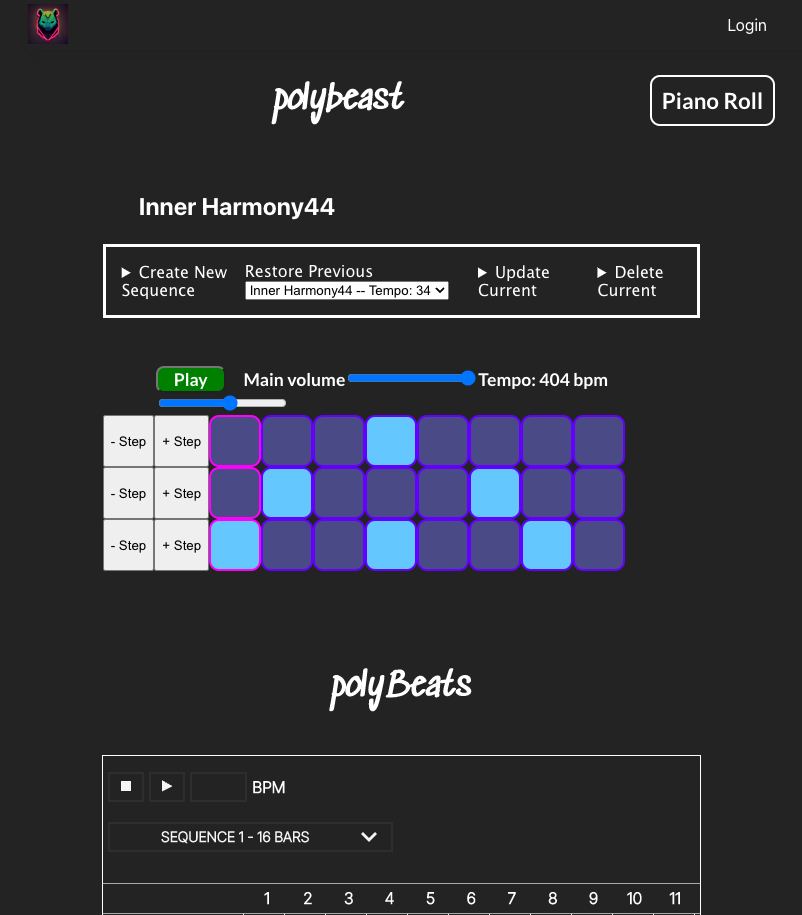 Login
polybeast
Piano Roll
Inner Harmony44
▶ Create New Sequence
Restore Previous
Inner Harmony44 -- Tempo: 34
▶ Update Current
▶ Delete Current
Play
Main volume
Tempo: 404 bpm
- Step + Step
- Step + Step
- Step + Step
polyBeats
BPM
SEQUENCE 1 - 16 BARS
1 2 3 4 5 6 7 8 9 10 11